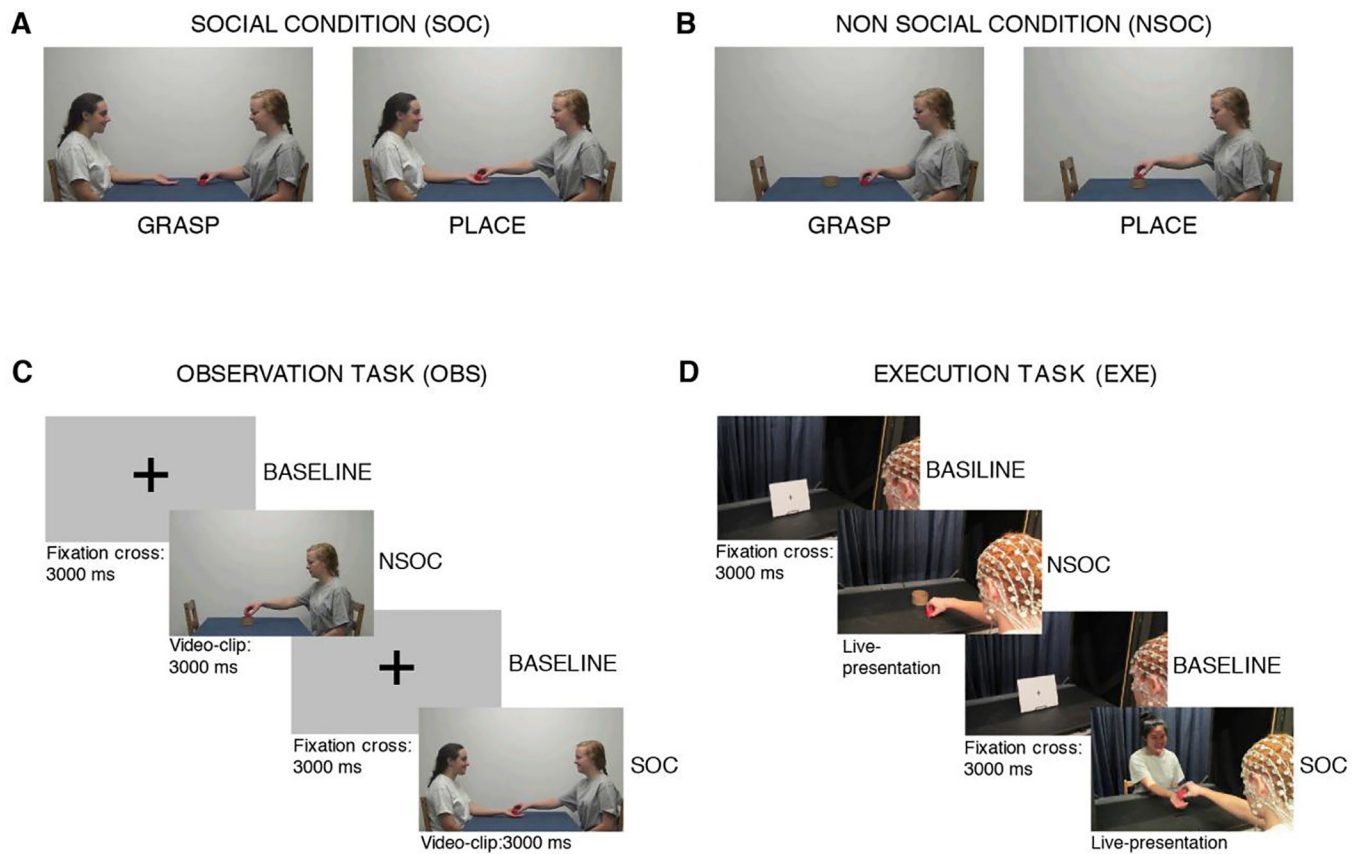 A
SOCIAL CONDITION (SOC)
GRASP
PLACE
B
NON SOCIAL CONDITION (NSOC)
GRASP
PLACE
C
OBSERVATION TASK (OBS)
BASELINE
Fixation cross:
3000 ms
NSOC
Video-clip:
3000 ms
BASELINE
Fixation cross:
3000 ms
SOC
Video-clip:3000 ms
D
EXECUTION TASK (EXE)
BASILINE
Fixation cross:
3000 ms
NSOC
Live-
presentation
BASELINE
Fixation cross:
3000 ms
SOC
Live-presentation